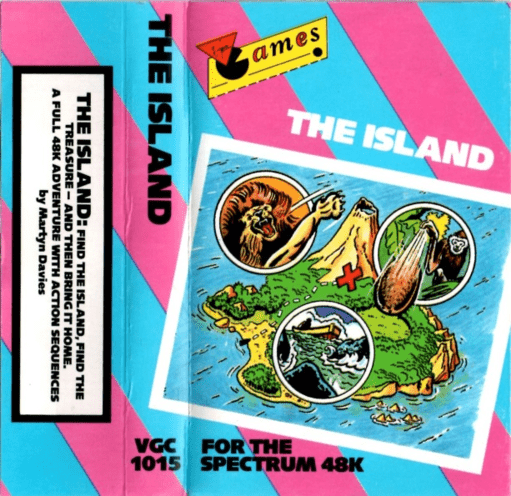 THE ISLAND: FIND THE ISLAND, FIND THE
TREASURE — AND THEN BRING IT HOME.
A FULL 48K ADVENTURE WITH ACTION SEQUENCES
by Martyn Davies
THE ISLAND
VGC
1015
Games
THE ISLAND
FOR THE
SPECTRUM 48K